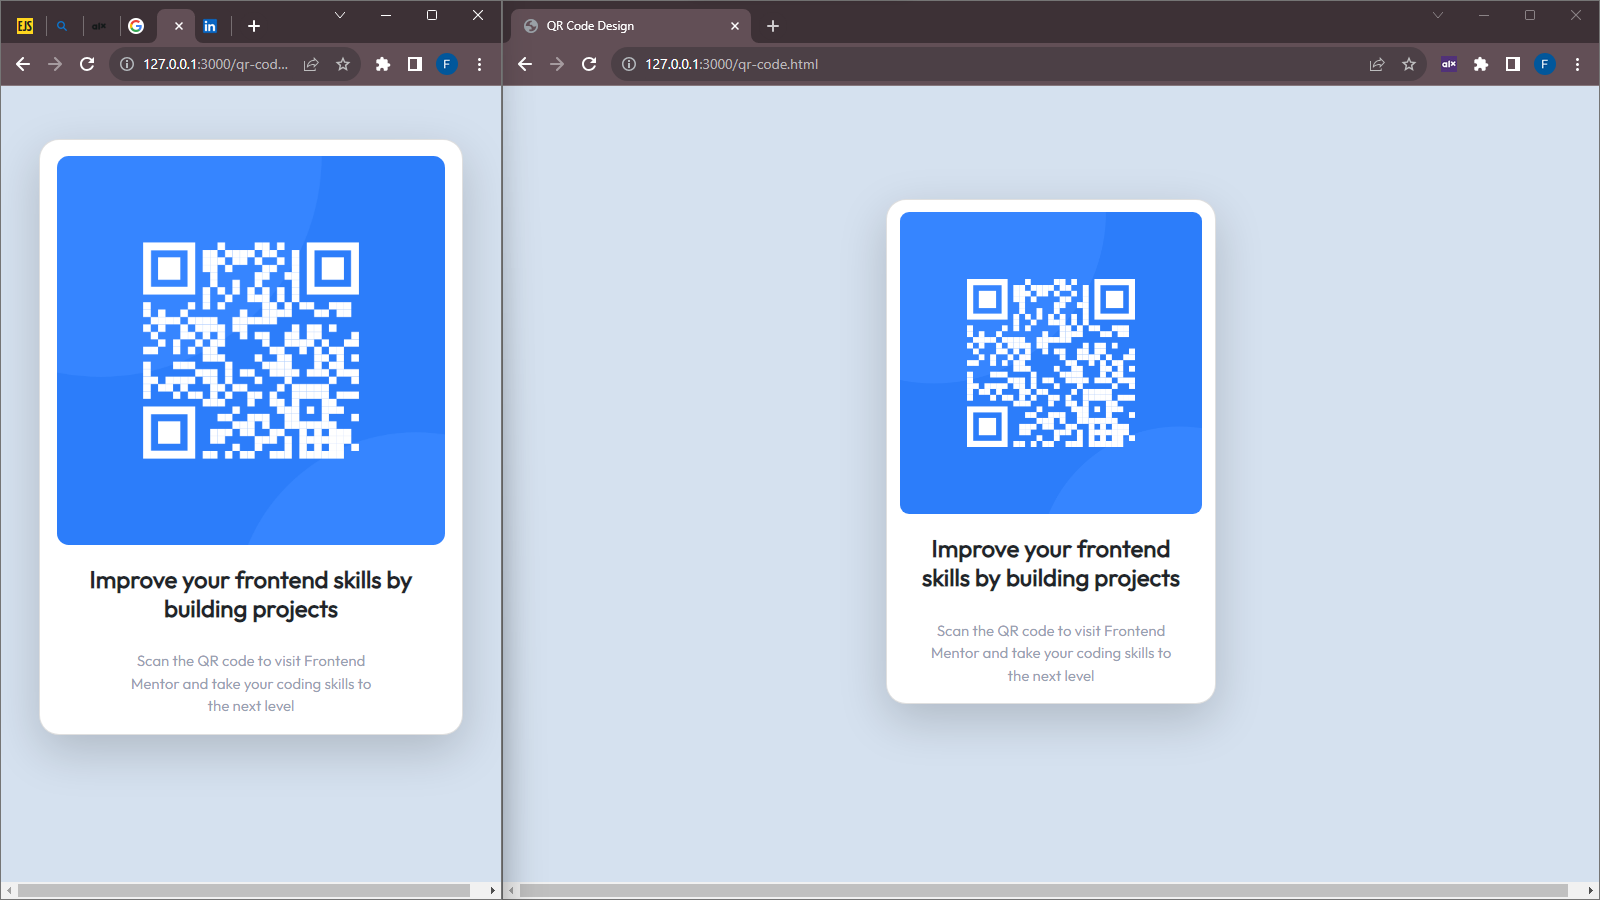 EJS
alx
G
in
127.0.0.1:3000/qr-cod...
F
Improve your frontend skills by
building projects
Scan the QR code to visit Frontend
Mentor and take your coding skills to
the next level
QR Code Design
127.0.0.1:3000/qr-code.html
alx
F
Improve your frontend
skills by building projects
Scan the QR code to visit Frontend
Mentor and take your coding skills to
the next level